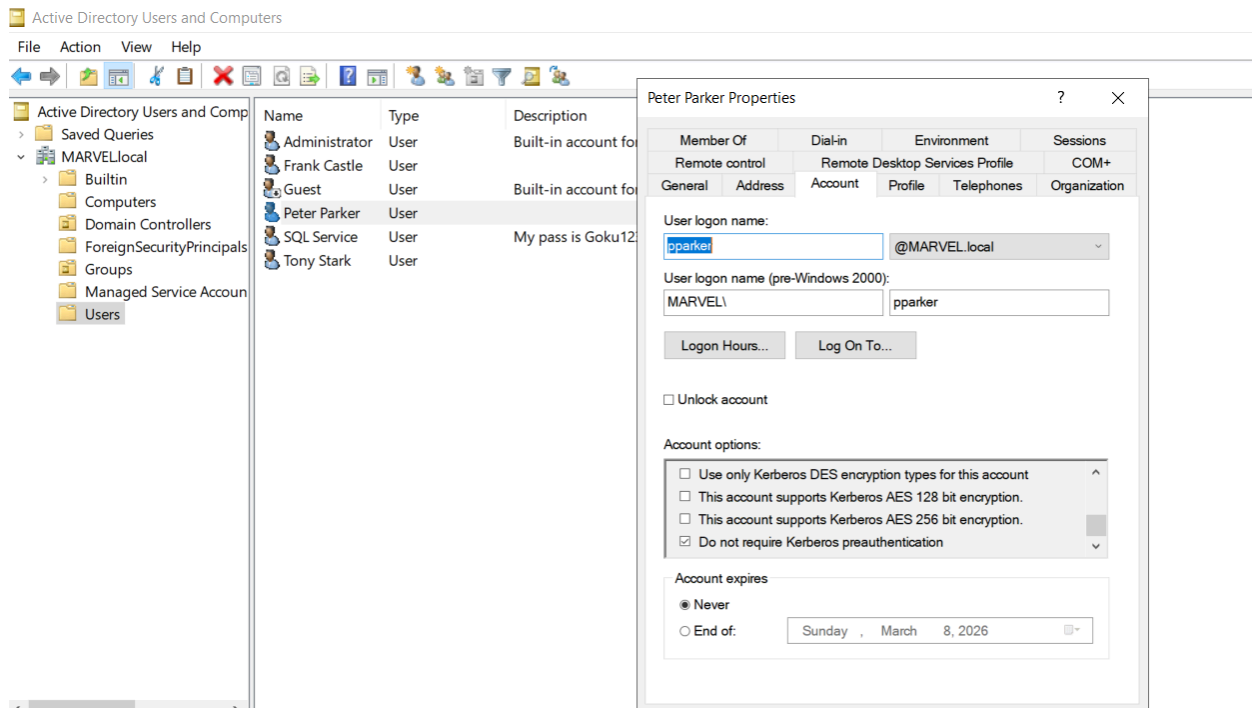 Active Directory Users and Computers
File Action View Help
Active Directory Users and Comp
Saved Queries
MARVEL.local
Builtin
Computers
Domain Controllers
ForeignSecurityPrincipals
Groups
Managed Service Accoun
Users
Name Type Description
Administrator User Built-in account for
Frank Castle User
Guest User Built-in account for
Peter Parker User
SQL Service User My pass is Goku123
Tony Stark User
Peter Parker Properties ?
Member Of Dial-in Environment Sessions
Remote control Remote Desktop Services Profile COM+
General Address Account Profile Telephones Organization
User logon name:
pparker @MARVEL.local
User logon name (pre-Windows 2000):
MARVEL\ pparker
Logon Hours... Log On To...
Unlock account
Account options:
Use only Kerberos DES encryption types for this account
This account supports Kerberos AES 128 bit encryption.
This account supports Kerberos AES 256 bit encryption.
Do not require Kerberos preauthentication
Account expires
Never
End of: Sunday , March 8, 2026